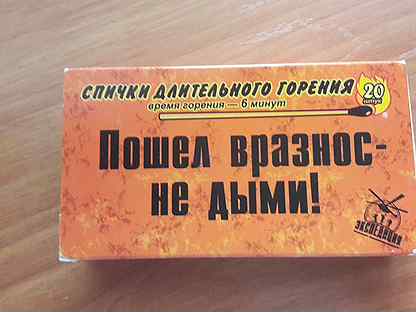 СПИЧКИ ДЛИТЕЛЬНОГО ГОРЕНИЯ
20
штук
время горения — 6 минут
Пошел вразнос-
не дыми!
ЭКСПЕДИЦИЯ